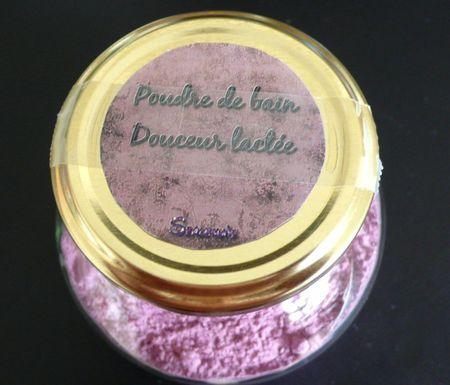 Poudre de bain
Douceur lactée